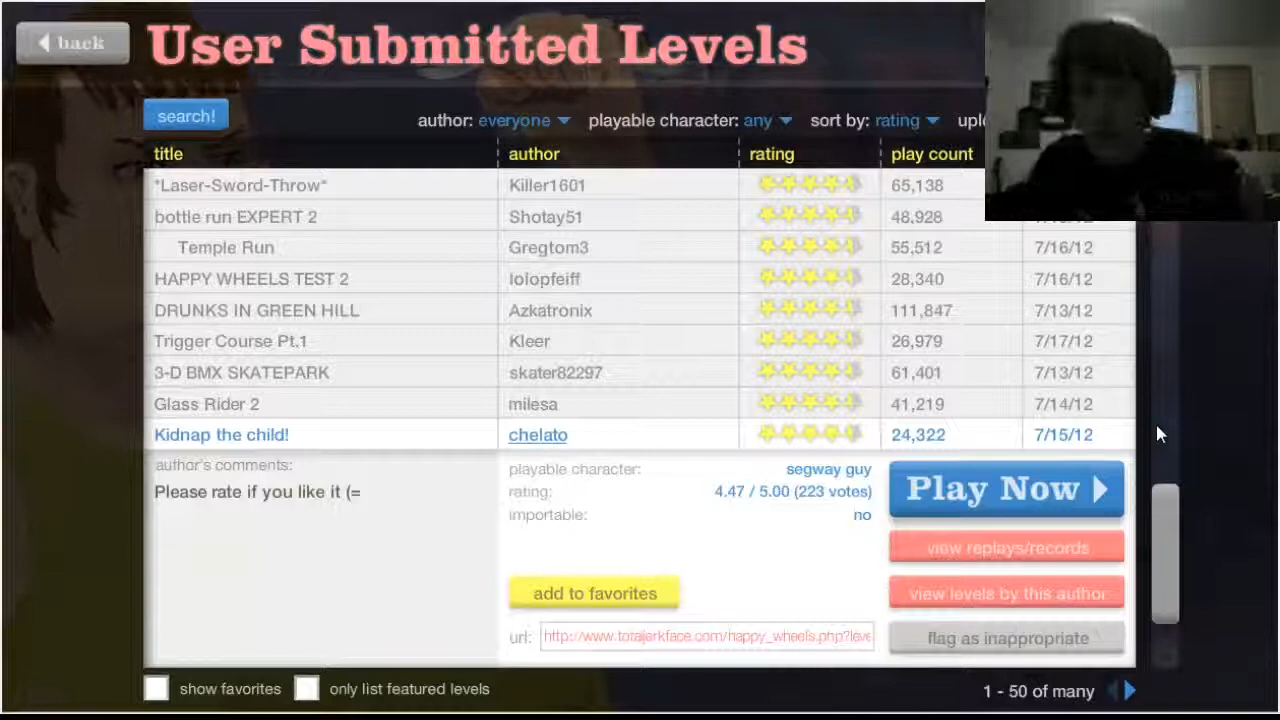 back
User Submitted Levels
search!
author: everyone playable character: any sort by: rating
title author rating play count
*Laser-Sword-Throw* Killer1601 65,138
bottle run EXPERT 2 Shotay51 48,928
Temple Run Gregtom3 55,512 7/16/12
HAPPY WHEELS TEST 2 lolopfeiff 28,340 7/16/12
DRUNKS IN GREEN HILL Azkatronix 111,847 7/13/12
Trigger Course Pt.1 Kleer 26,979 7/17/12
3-D BMX SKATEPARK skater82297 61,401 7/13/12
Glass Rider 2 milesa 41,219 7/14/12
Kidnap the child! chelato 24,322 7/15/12
author's comments:
Please rate if you like it (=
playable character: segway guy
rating: 4.47 / 5.00 (223 votes)
importable: no
Play Now
view replays/records
add to favorites
view levels by this author
url: http://www.totaljerkface.com/happy_wheels.php?leve
flag as inappropriate
show favorites only list featured levels
1 - 50 of many